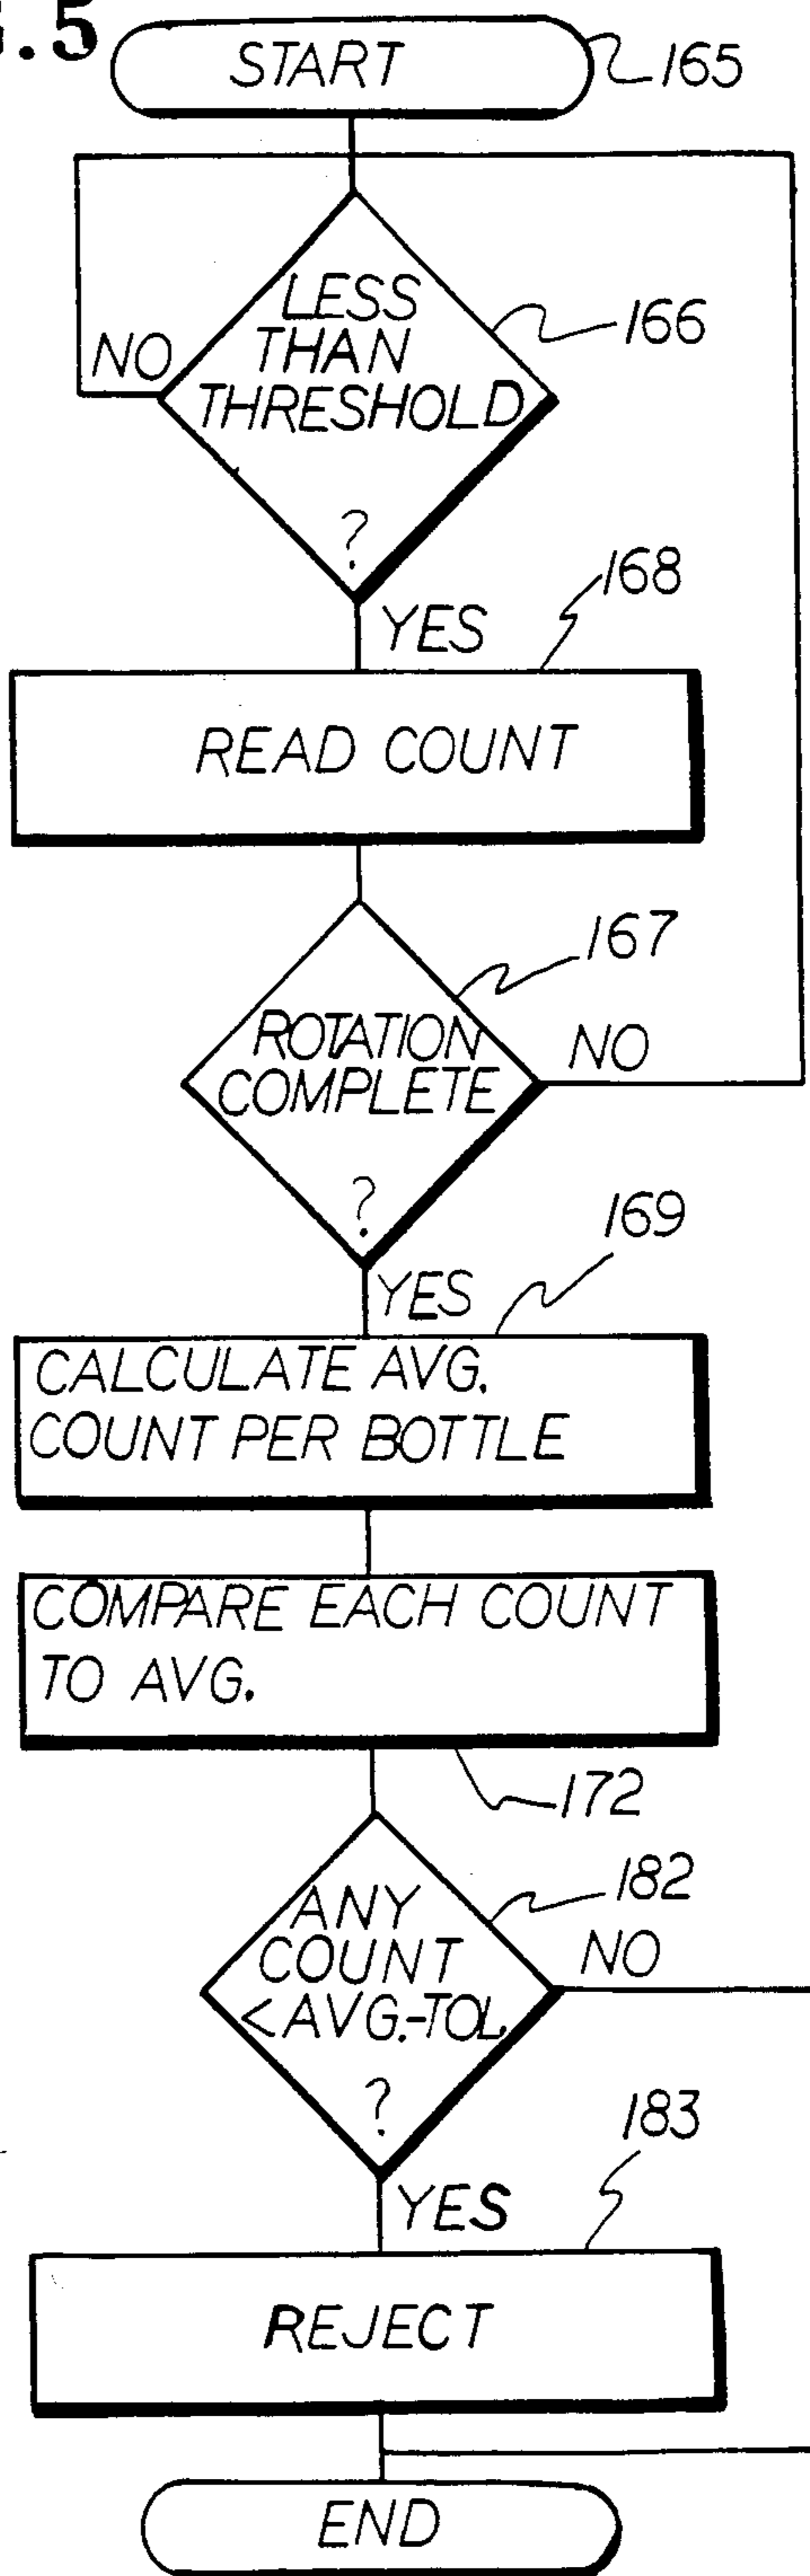 .5
START
165
LESS
THAN
THRESHOLD
?
166
NO
YES
168
READ COUNT
167
ROTATION
COMPLETE
?
NO
YES
169
CALCULATE AVG.
COUNT PER BOTTLE
COMPARE EACH COUNT
TO AVG.
172
182
ANY
COUNT
< AVG.-TOL.
?
NO
YES
183
REJECT
END